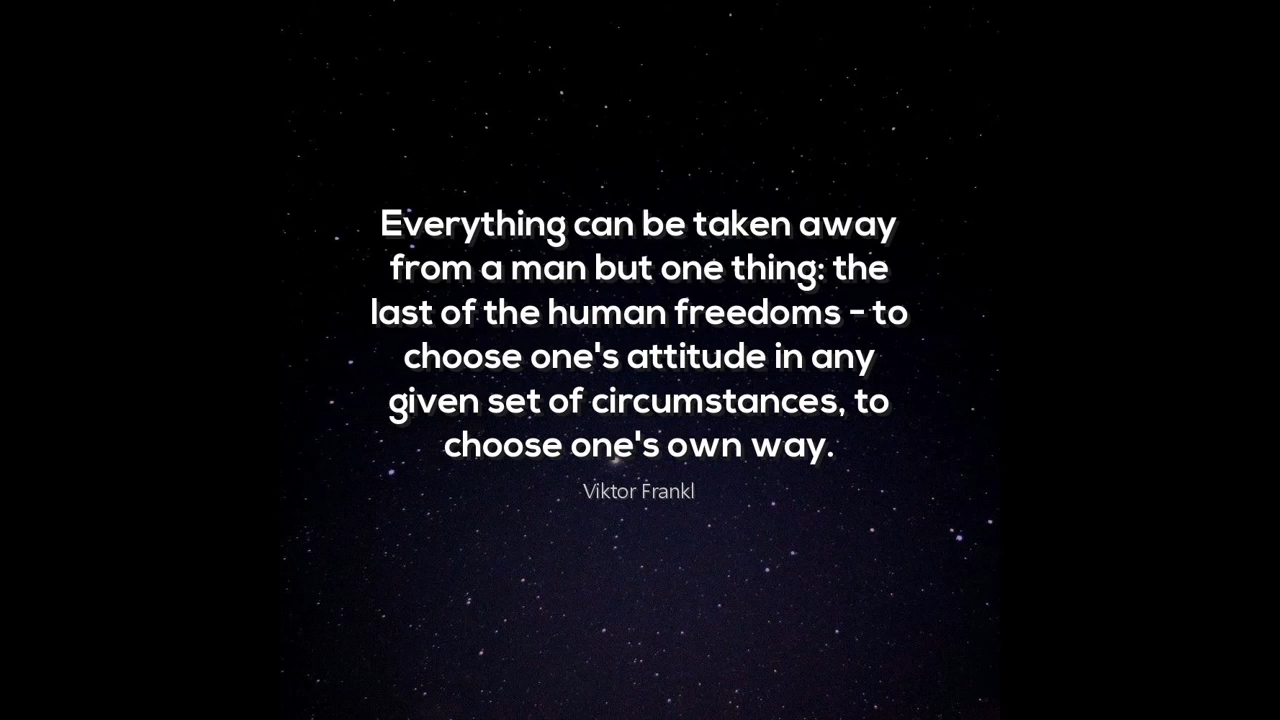 Everything can be taken away
from a man but one thing: the
last of the human freedoms - to
choose one's attitude in any
given set of circumstances, to
choose one's own way.
Viktor Frankl